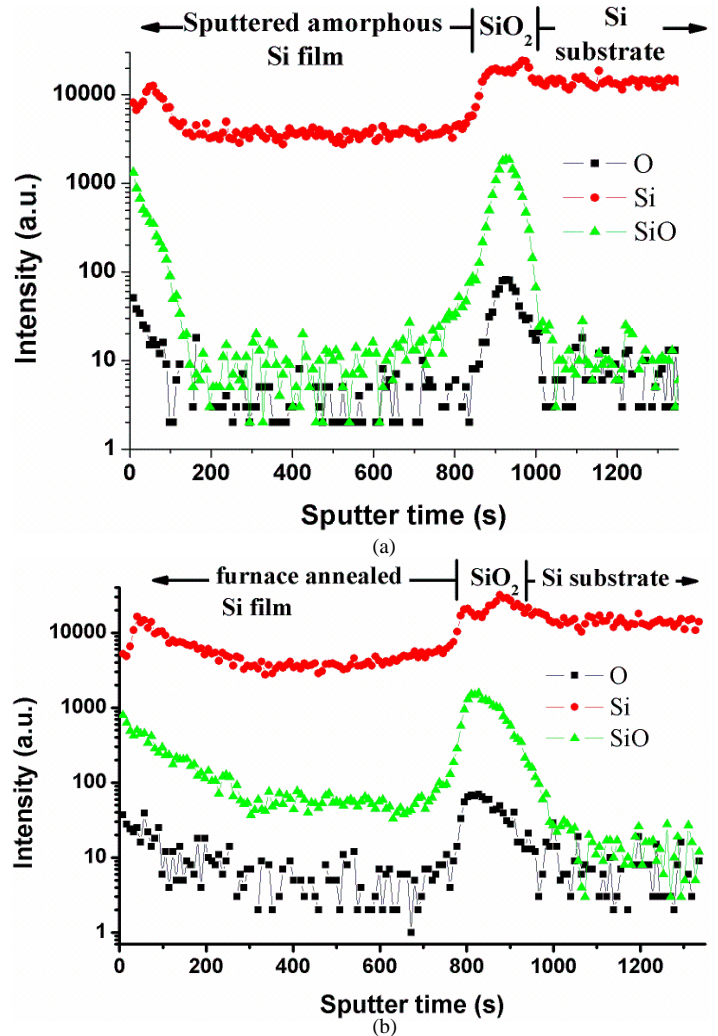 Sputtered amorphous
Si film
SiO2
Si
substrate
10000
1000
100
10
1
Intensity (a.u.)
O
Si
SiO
0 200 400 600 800 1000 1200
Sputter time (s)
(a)
furnace annealed
Si film
SiO2
Si substrate
10000
1000
100
10
1
Intensity (a.u.)
O
Si
SiO
0 200 400 600 800 1000 1200
Sputter time (s)
(b)